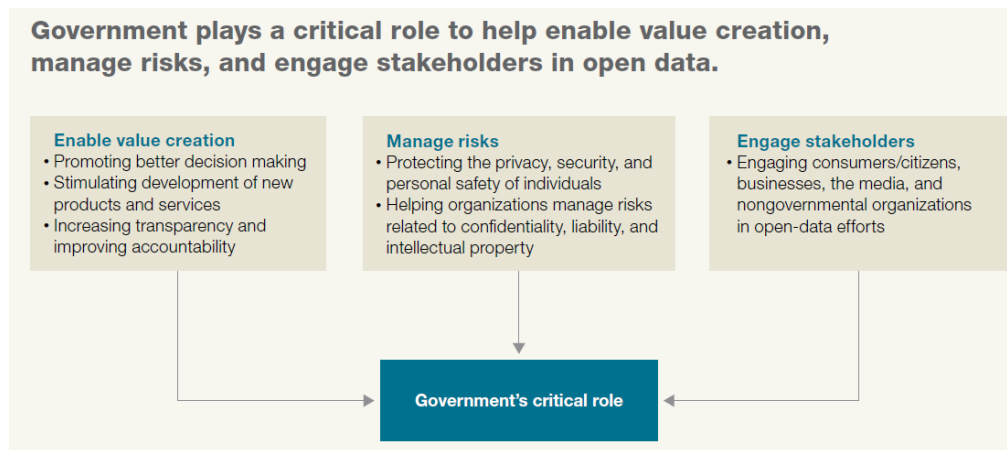 Government plays a critical role to help enable value creation,
manage risks, and engage stakeholders in open data.
Enable value creation
• Promoting better decision making
• Stimulating development of new
products and services
• Increasing transparency and
improving accountability
Manage risks
• Protecting the privacy, security, and
personal safety of individuals
• Helping organizations manage risks
related to confidentiality, liability, and
intellectual property
Engage stakeholders
• Engaging consumers/citizens,
businesses, the media, and
nongovernmental organizations
in open-data efforts
Government’s critical role